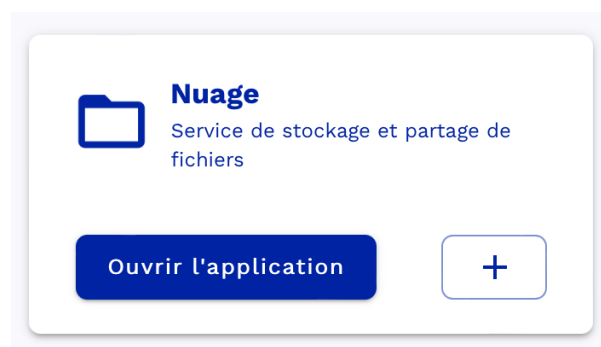 Nuage
Service de stockage et partage de
fichiers
Ouvrir l'application
+